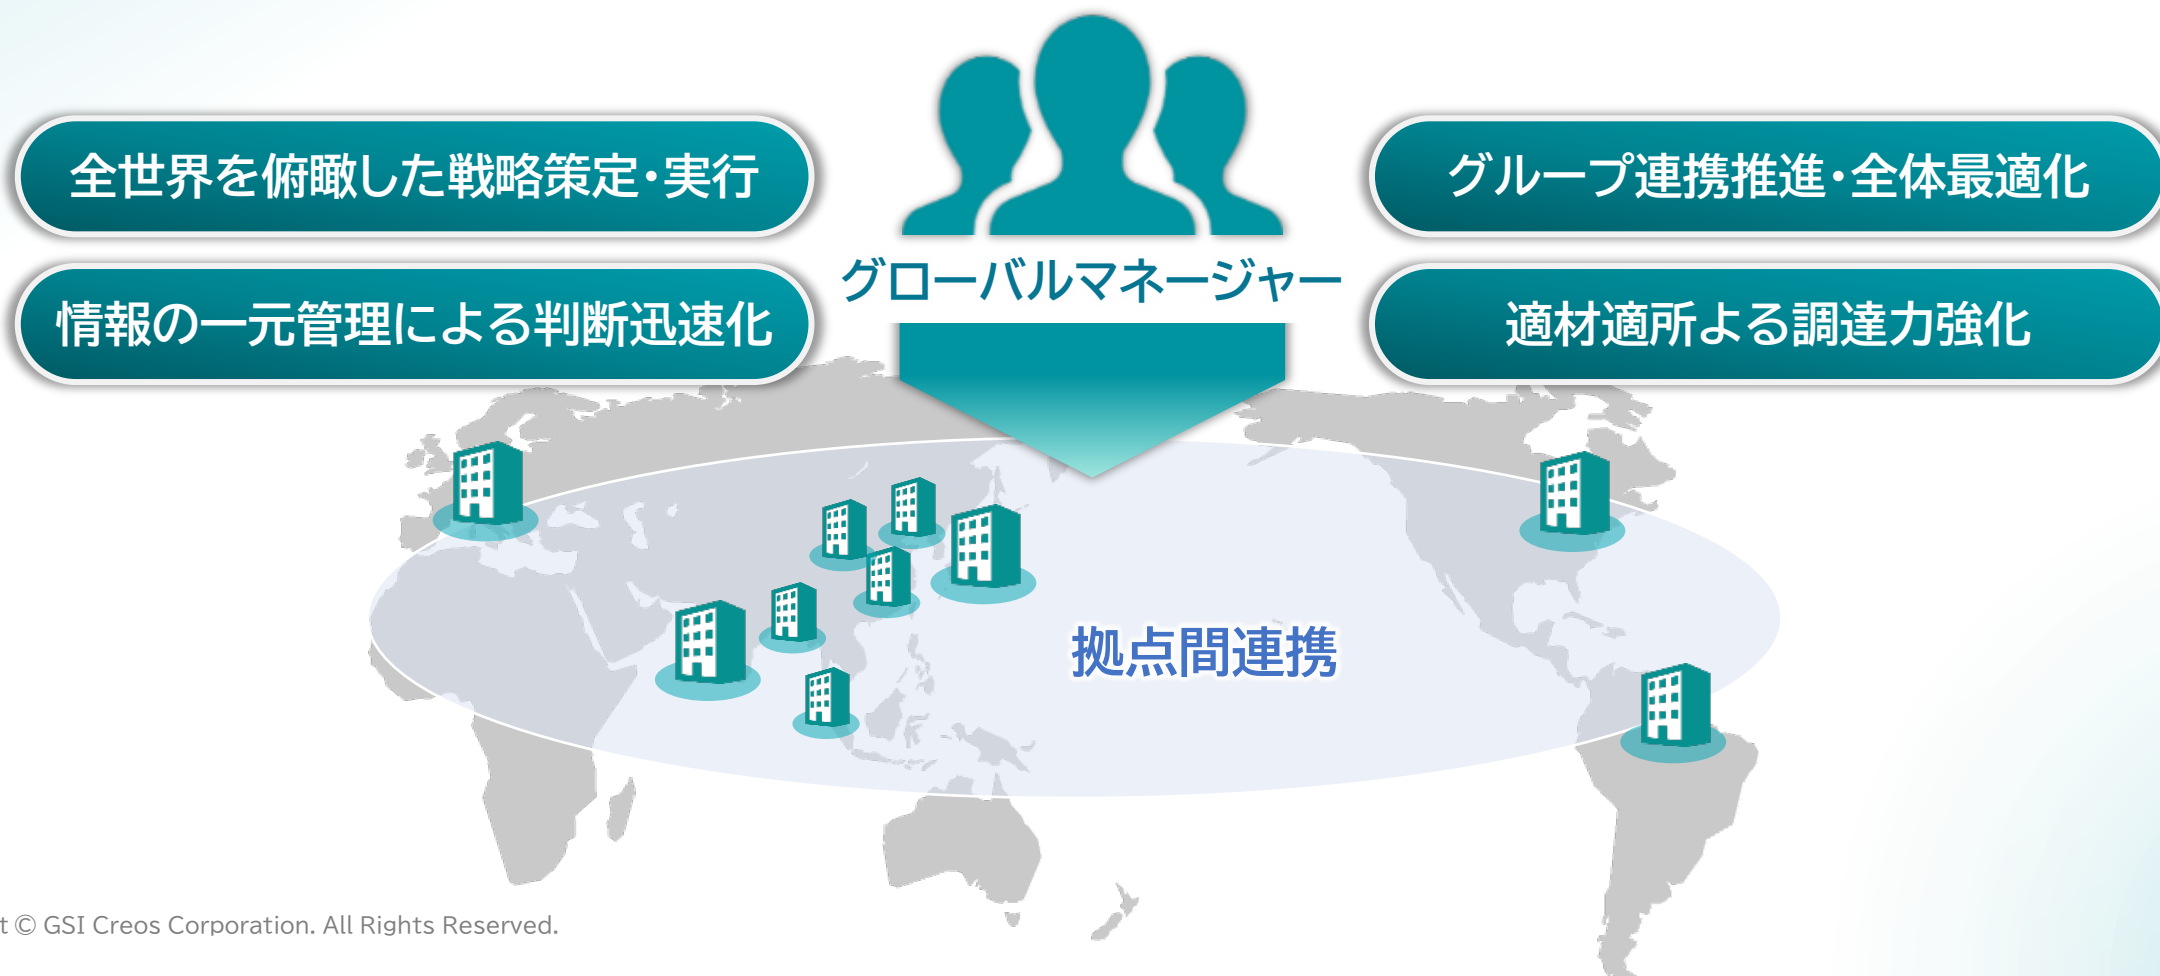 全世界を俯瞰した戦略策定・実行
情報の一元管理による判断迅速化
グローバルマネージャー
グループ連携推進・全体最適化
適材適所よる調達力強化
拠点間連携
t © GSI Creos Corporation. All Rights Reserved.